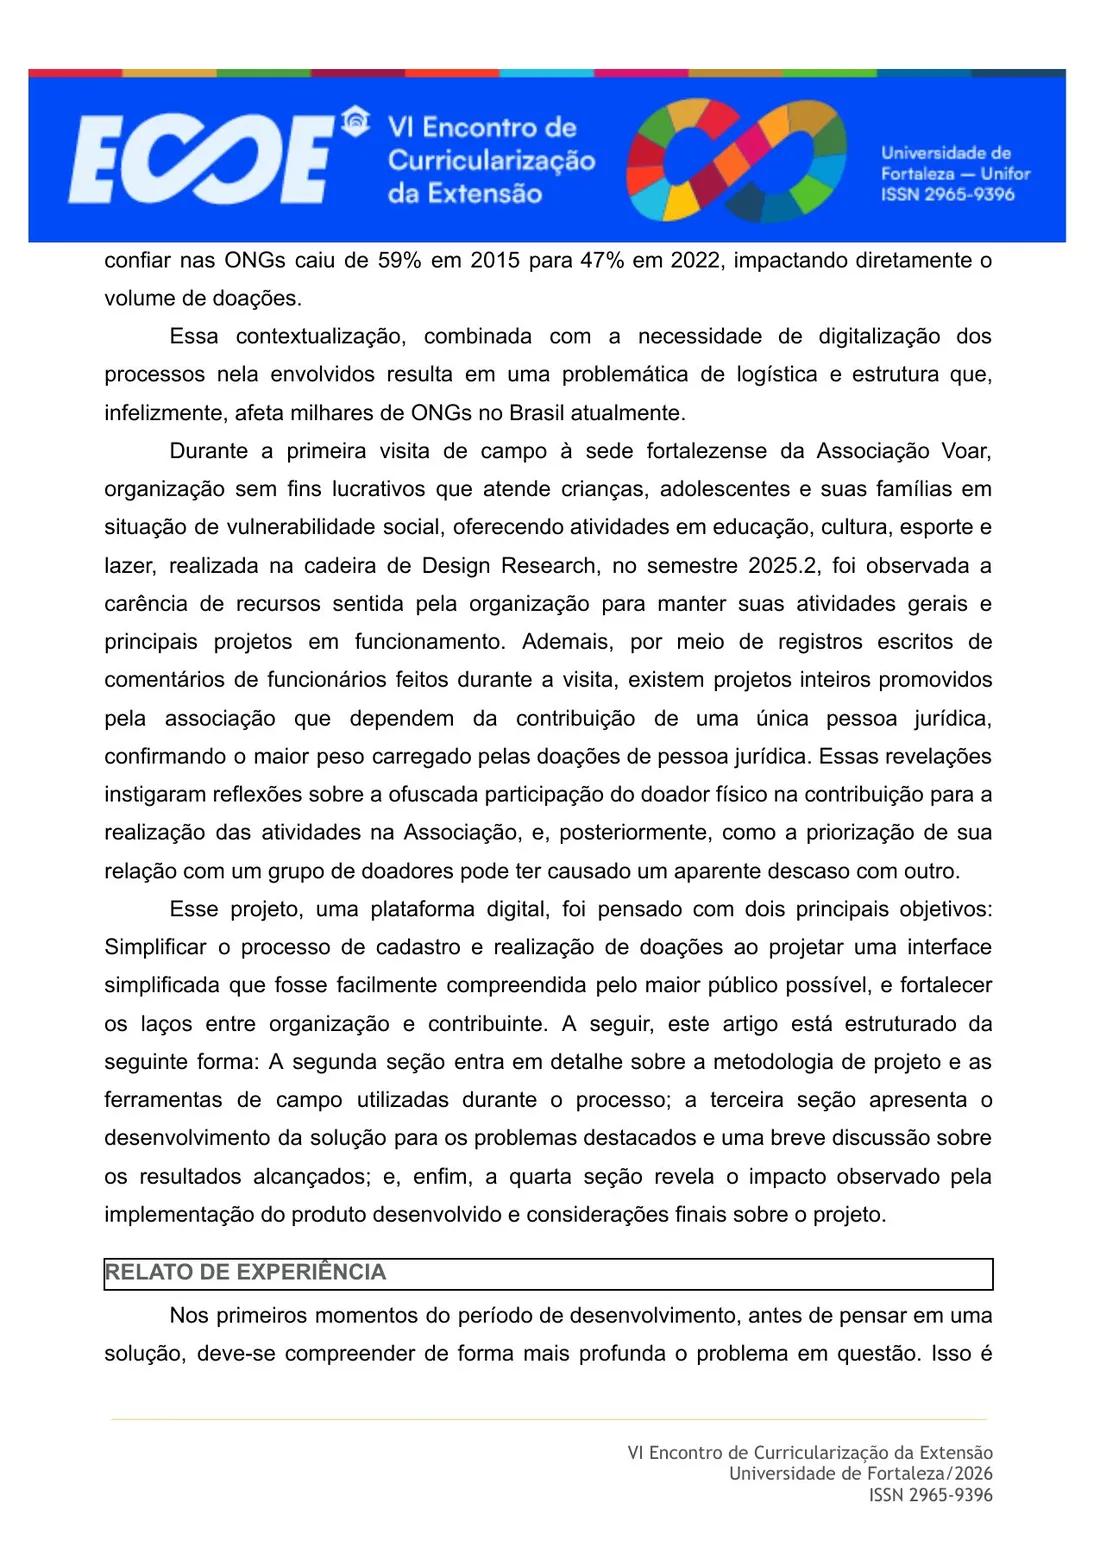 ECOE
VI Encontro de
Curricularização
da Extensão
Universidade de
Fortaleza — Unifor
ISSN 2965-9396
confiar nas ONGs caiu de 59% em 2015 para 47% em 2022, impactando diretamente o
volume de doações.
Essa contextualização, combinada com a necessidade de digitalização dos
processos nela envolvidos resulta em uma problemática de logística e estrutura que,
infelizmente, afeta milhares de ONGs no Brasil atualmente.
Durante a primeira visita de campo à sede fortalezense da Associação Voar,
organização sem fins lucrativos que atende crianças, adolescentes e suas famílias em
situação de vulnerabilidade social, oferecendo atividades em educação, cultura, esporte e
lazer, realizada na cadeira de Design Research, no semestre 2025.2, foi observada a
carência de recursos sentida pela organização para manter suas atividades gerais e
principais projetos em funcionamento. Ademais, por meio de registros escritos de
comentários de funcionários feitos durante a visita, existem projetos inteiros promovidos
pela associação que dependem da contribuição de uma única pessoa jurídica,
confirmando o maior peso carregado pelas doações de pessoa jurídica. Essas revelações
instigaram reflexões sobre a ofuscada participação do doador físico na contribuição para a
realização das atividades na Associação, e, posteriormente, como a priorização de sua
relação com um grupo de doadores pode ter causado um aparente descaso com outro.
Esse projeto, uma plataforma digital, foi pensado com dois principais objetivos:
Simplificar o processo de cadastro e realização de doações ao projetar uma interface
simplificada que fosse facilmente compreendida pelo maior público possível, e fortalecer
os laços entre organização e contribuinte. A seguir, este artigo está estruturado da
seguinte forma: A segunda seção entra em detalhe sobre a metodologia de projeto e as
ferramentas de campo utilizadas durante o processo; a terceira seção apresenta o
desenvolvimento da solução para os problemas destacados e uma breve discussão sobre
os resultados alcançados; e, enfim, a quarta seção revela o impacto observado pela
implementação do produto desenvolvido e considerações finais sobre o projeto.
RELATO DE EXPERIÊNCIA
Nos primeiros momentos do período de desenvolvimento, antes de pensar em uma
solução, deve-se compreender de forma mais profunda o problema em questão. Isso é
VI Encontro de Curricularização da Extensão
Universidade de Fortaleza/2026
ISSN 2965-9396